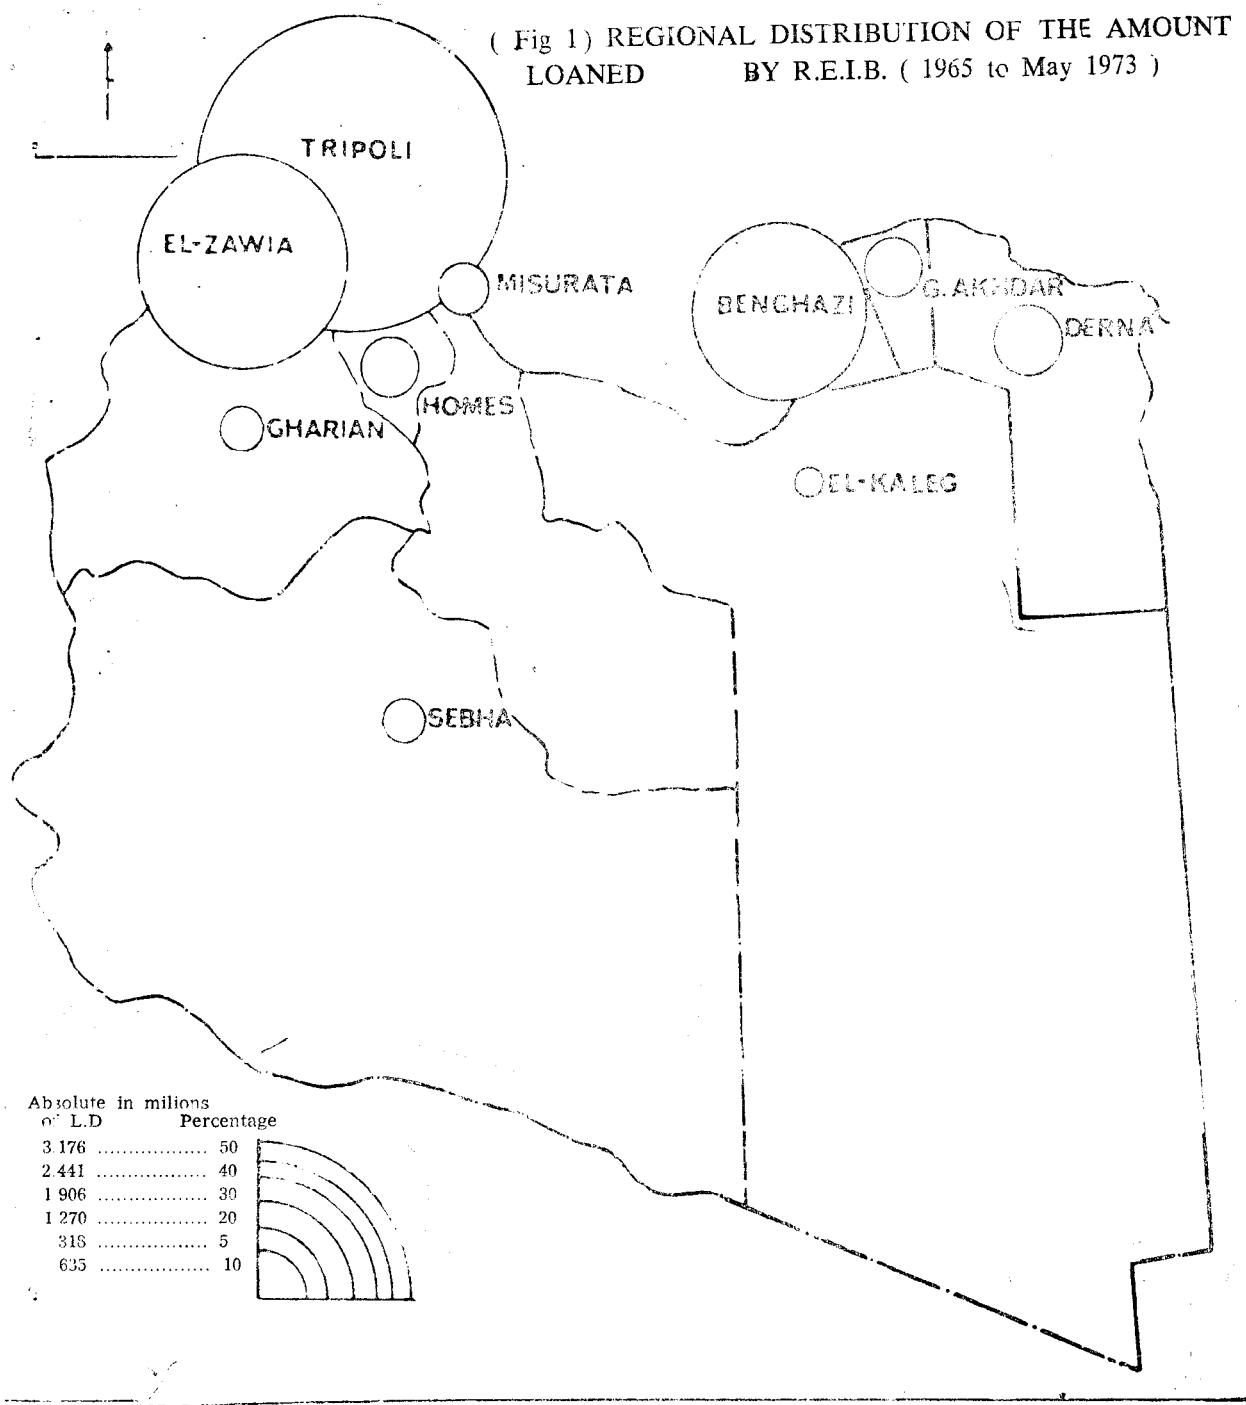 ( Fig 1 ) REGIONAL DISTRIBUTION OF THE AMOUNT
LOANED BY R.E.I.B. ( 1965 to May 1973 )
TRIPOLI
EL-ZAWIA
MISURATA
BENGHAZI
G. AKHDAR
DERNA
HOMES
GHARIAN
EL-KALEG
SEBHA
Absolute in milions
of L.D Percentage
3.176 .................. 50
2.441 .................. 40
1 906 .................. 30
1 270 .................. 20
318 .................. 5
635 .................. 10